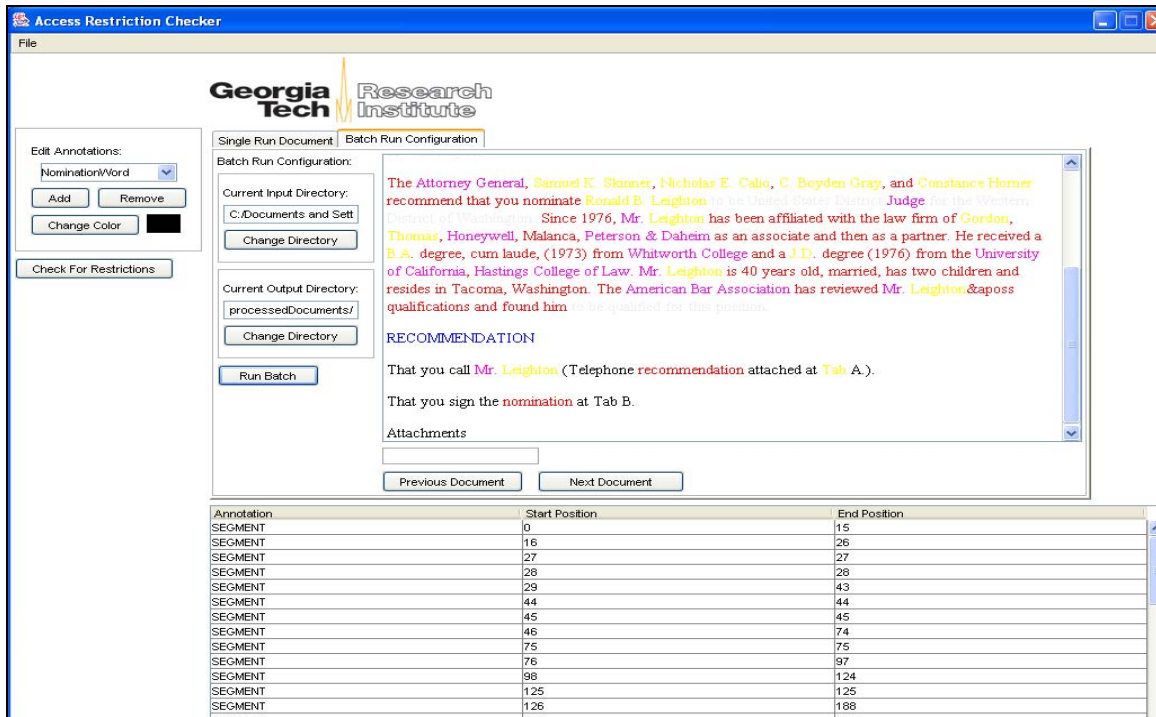 Access Restriction Checker
File
Georgia Tech Research Institute
Edit Annotations:
NominationWord
Add Remove
Change Color
Check For Restrictions
Single Run Document Batch Run Configuration
Batch Run Configuration:
Current Input Directory:
C:/Documents and Sett
Change Directory
Current Output Directory:
processedDocuments/
Change Directory
Run Batch
The Attorney General, Samuel K. Skinner, Nicholas E. Calio, C. Boyden Gray, and Constance Horner
recommend that you nominate Ronald B. Leighton to be United States District Judge for the Western
District of Washington. Since 1976, Mr. Leighton has been affiliated with the law firm of Gordon,
Thomas, Honeywell, Malanca, Peterson & Daheim as an associate and then as a partner. He received a
B.A. degree, cum laude, (1973) from Whitworth College and a J.D. degree (1976) from the University
of California, Hastings College of Law. Mr. Leighton is 40 years old, married, has two children and
resides in Tacoma, Washington. The American Bar Association has reviewed Mr. Leighton&aposs
qualifications and found him to be qualified for this position.
RECOMMENDATION
That you call Mr. Leighton (Telephone recommendation attached at Tab A.).
That you sign the nomination at Tab B.
Attachments
Previous Document Next Document
Annotation Start Position End Position
SEGMENT 0 15
SEGMENT 16 26
SEGMENT 27 27
SEGMENT 28 28
SEGMENT 29 43
SEGMENT 44 44
SEGMENT 45 45
SEGMENT 46 74
SEGMENT 75 75
SEGMENT 76 97
SEGMENT 98 124
SEGMENT 125 125
SEGMENT 126 188